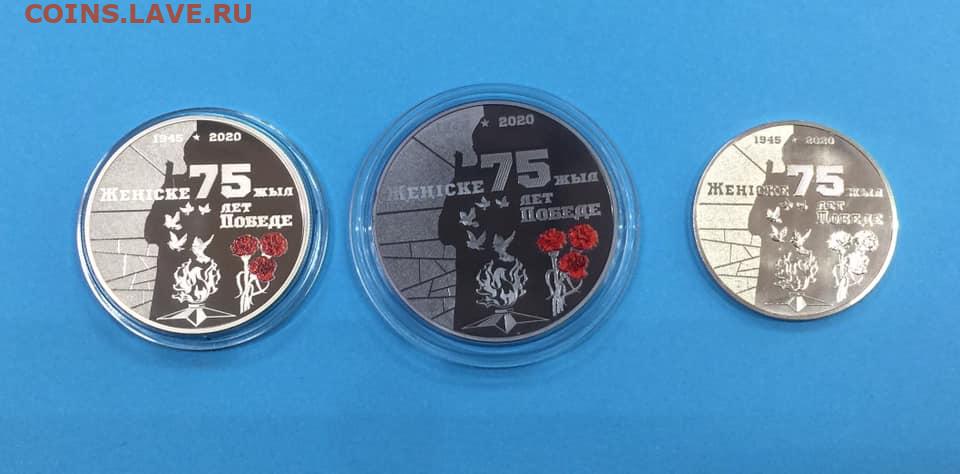 COINS.LAVE.RU
1945 ★ 2020
ЖЕҢІСКЕ 75 ЖЫЛ
ЛЕТ
ПОБЕДЕ
★ 2020
ЖЕҢІСКЕ 75 ЖЫЛ
ЛЕТ
ПОБЕДЕ
1945 ★ 2020
ЖЕҢІСКЕ 75 ЖЫЛ
ЛЕТ
ПОБЕДЕ